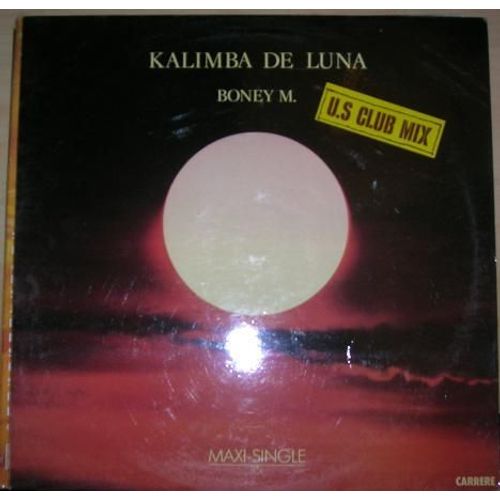 KALIMBA DE LUNA
BONEY M.
U.S CLUB MIX
MAXI-SINGLE
CARRERE